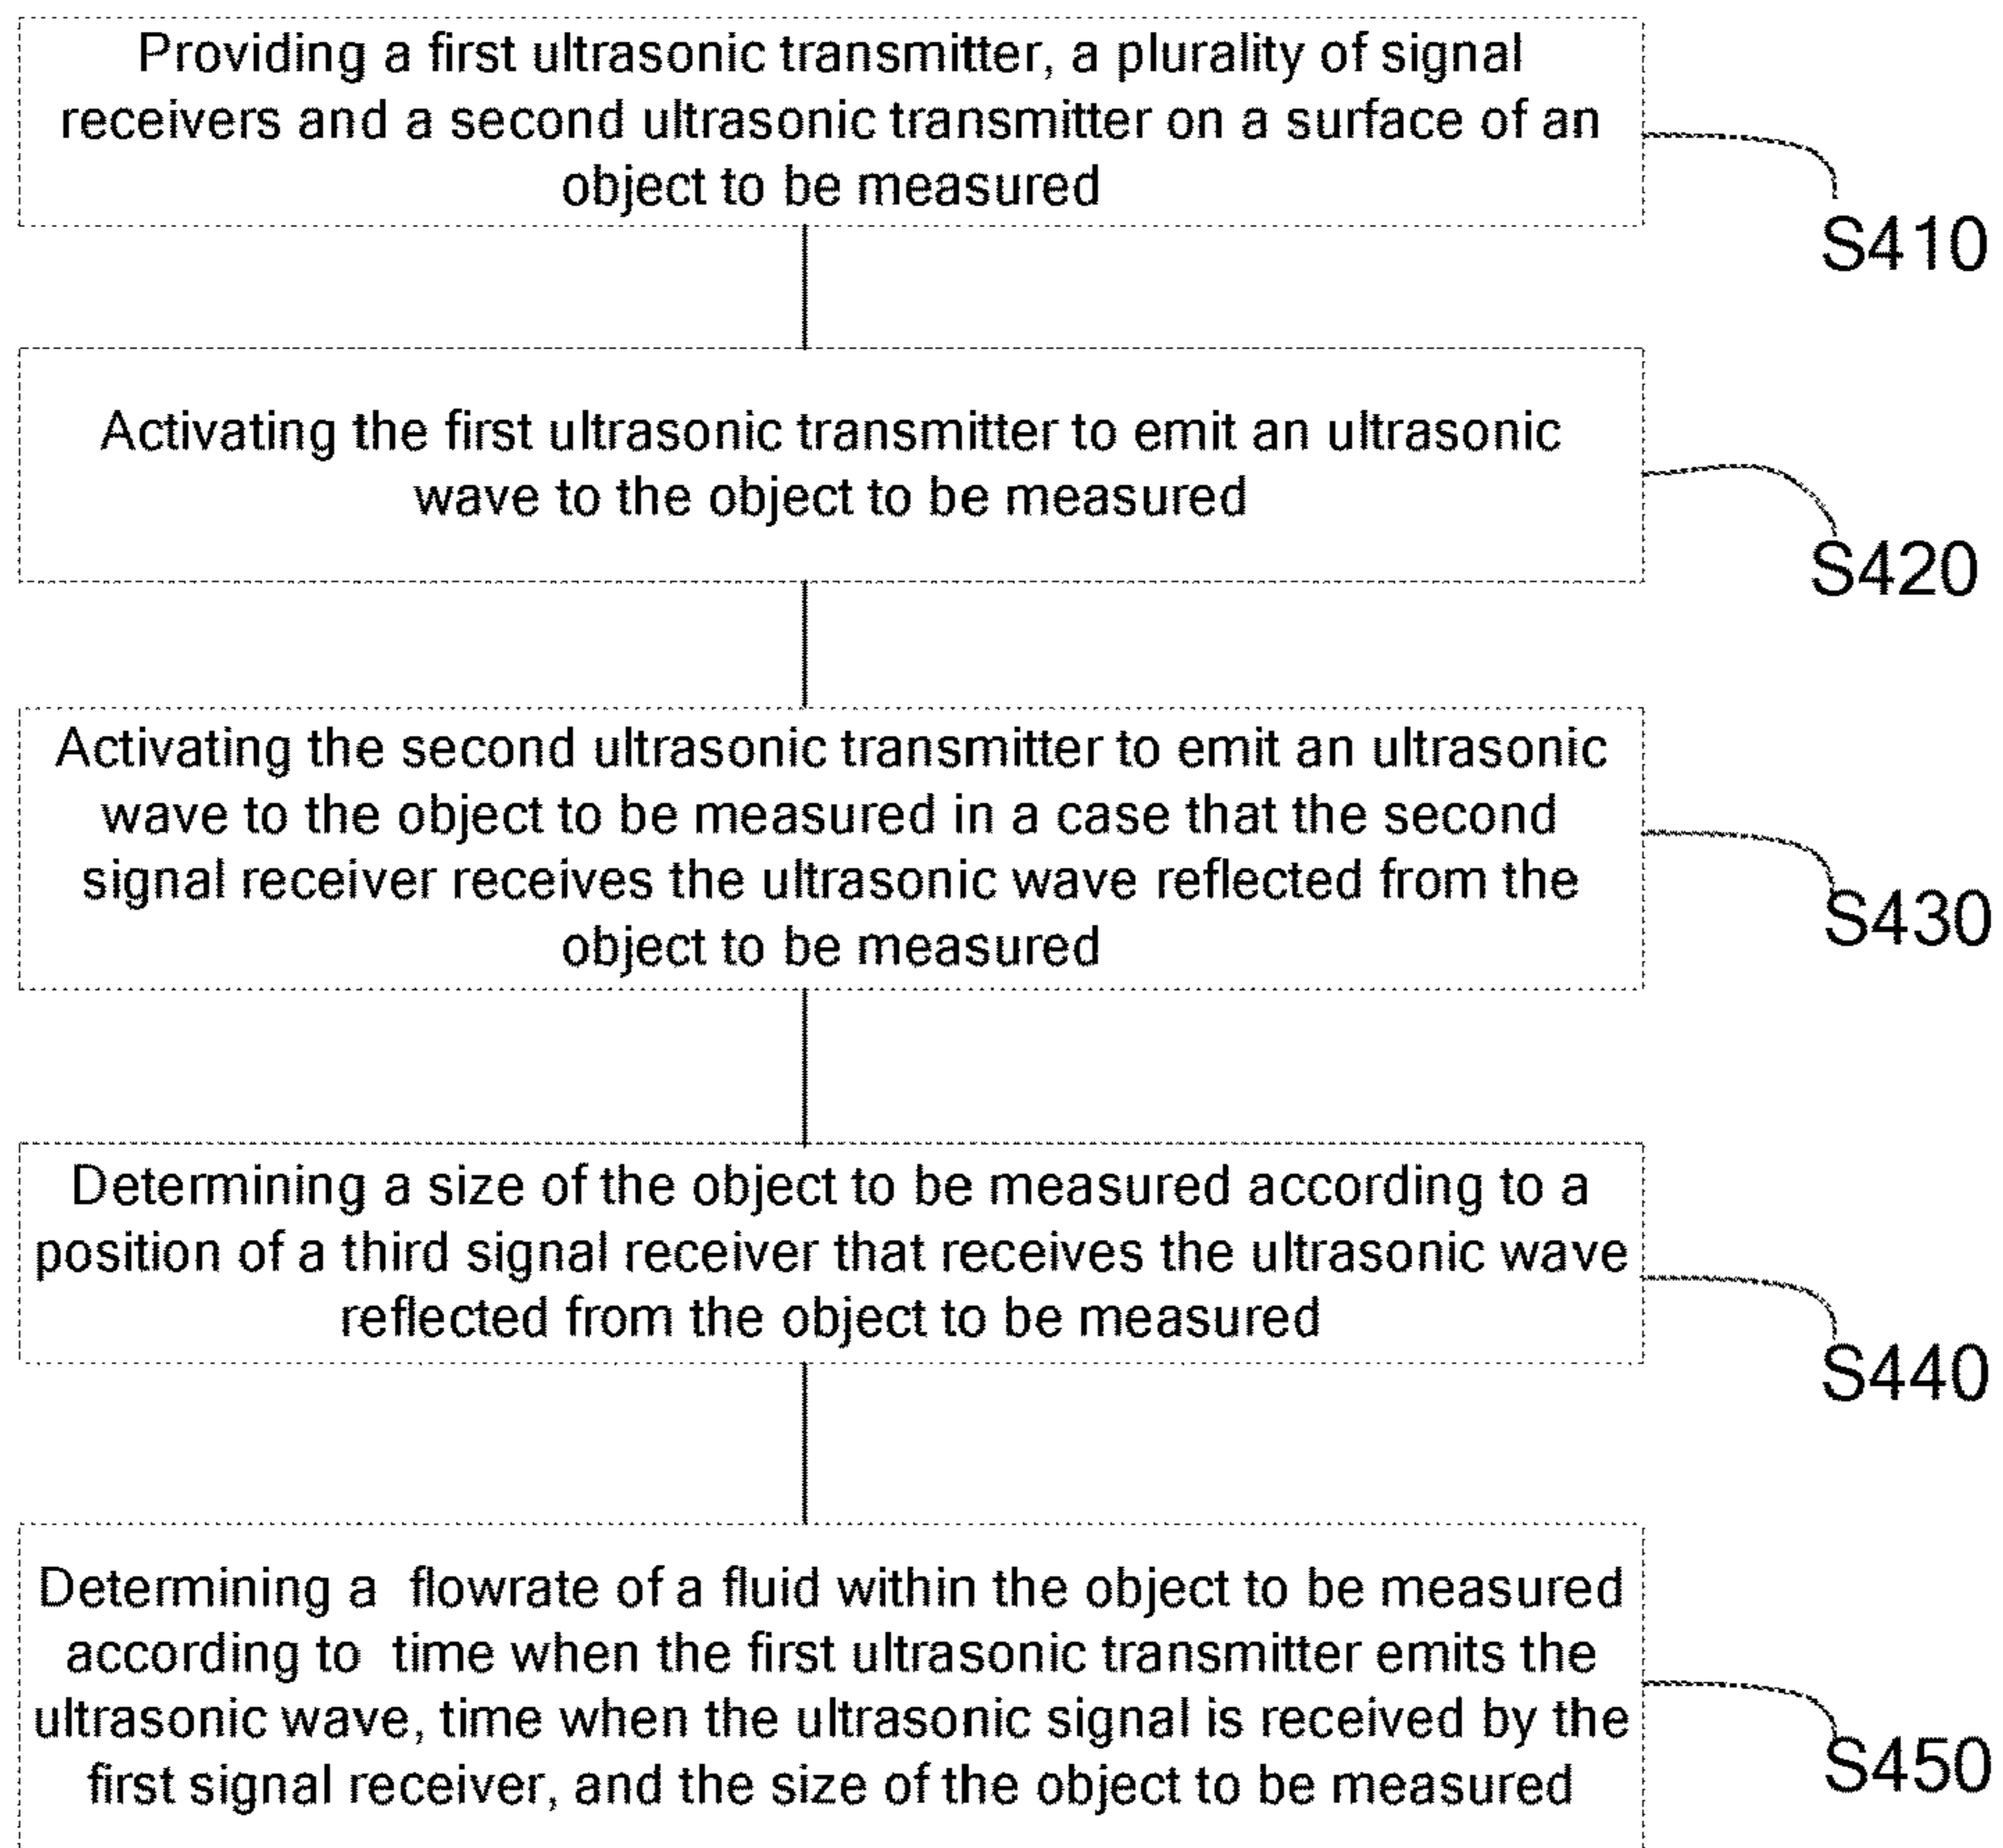 Providing a first ultrasonic transmitter, a plurality of signal
receivers and a second ultrasonic transmitter on a surface of an
object to be measured
S410
Activating the first ultrasonic transmitter to emit an ultrasonic
wave to the object to be measured
S420
Activating the second ultrasonic transmitter to emit an ultrasonic
wave to the object to be measured in a case that the second
signal receiver receives the ultrasonic wave reflected from the
object to be measured
S430
Determining a size of the object to be measured according to a
position of a third signal receiver that receives the ultrasonic wave
reflected from the object to be measured
S440
Determining a flowrate of a fluid within the object to be measured
according to time when the first ultrasonic transmitter emits the
ultrasonic wave, time when the ultrasonic signal is received by the
first signal receiver, and the size of the object to be measured
S450